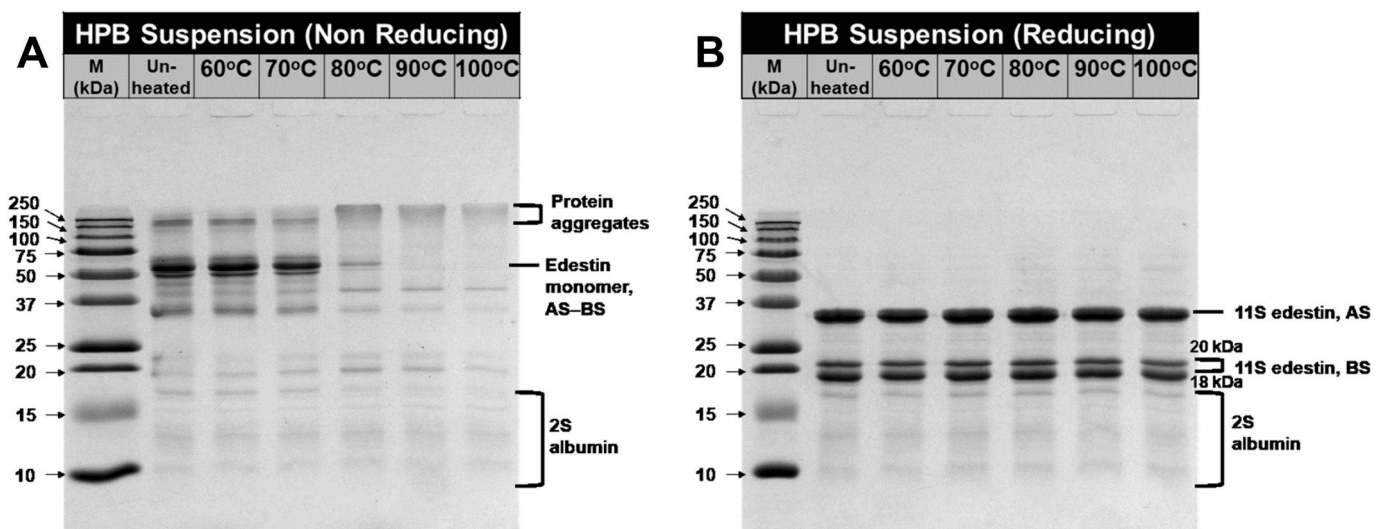 A
HPB Suspension (Non Reducing)
M (kDa) Un-heated 60°C 70°C 80°C 90°C 100°C
250
150
100
75
50
37
25
20
15
10
Protein
aggregates
Edestin
monomer,
AS–BS
2S
albumin
B
HPB Suspension (Reducing)
M (kDa) Un-heated 60°C 70°C 80°C 90°C 100°C
250
150
100
75
50
37
25
20
15
10
11S edestin, AS
20 kDa
11S edestin, BS
18 kDa
2S
albumin